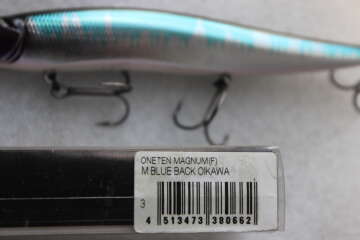 ONETEN MAGNUM(F)
M BLUE BACK OIKAWA
3
4 513473 380662